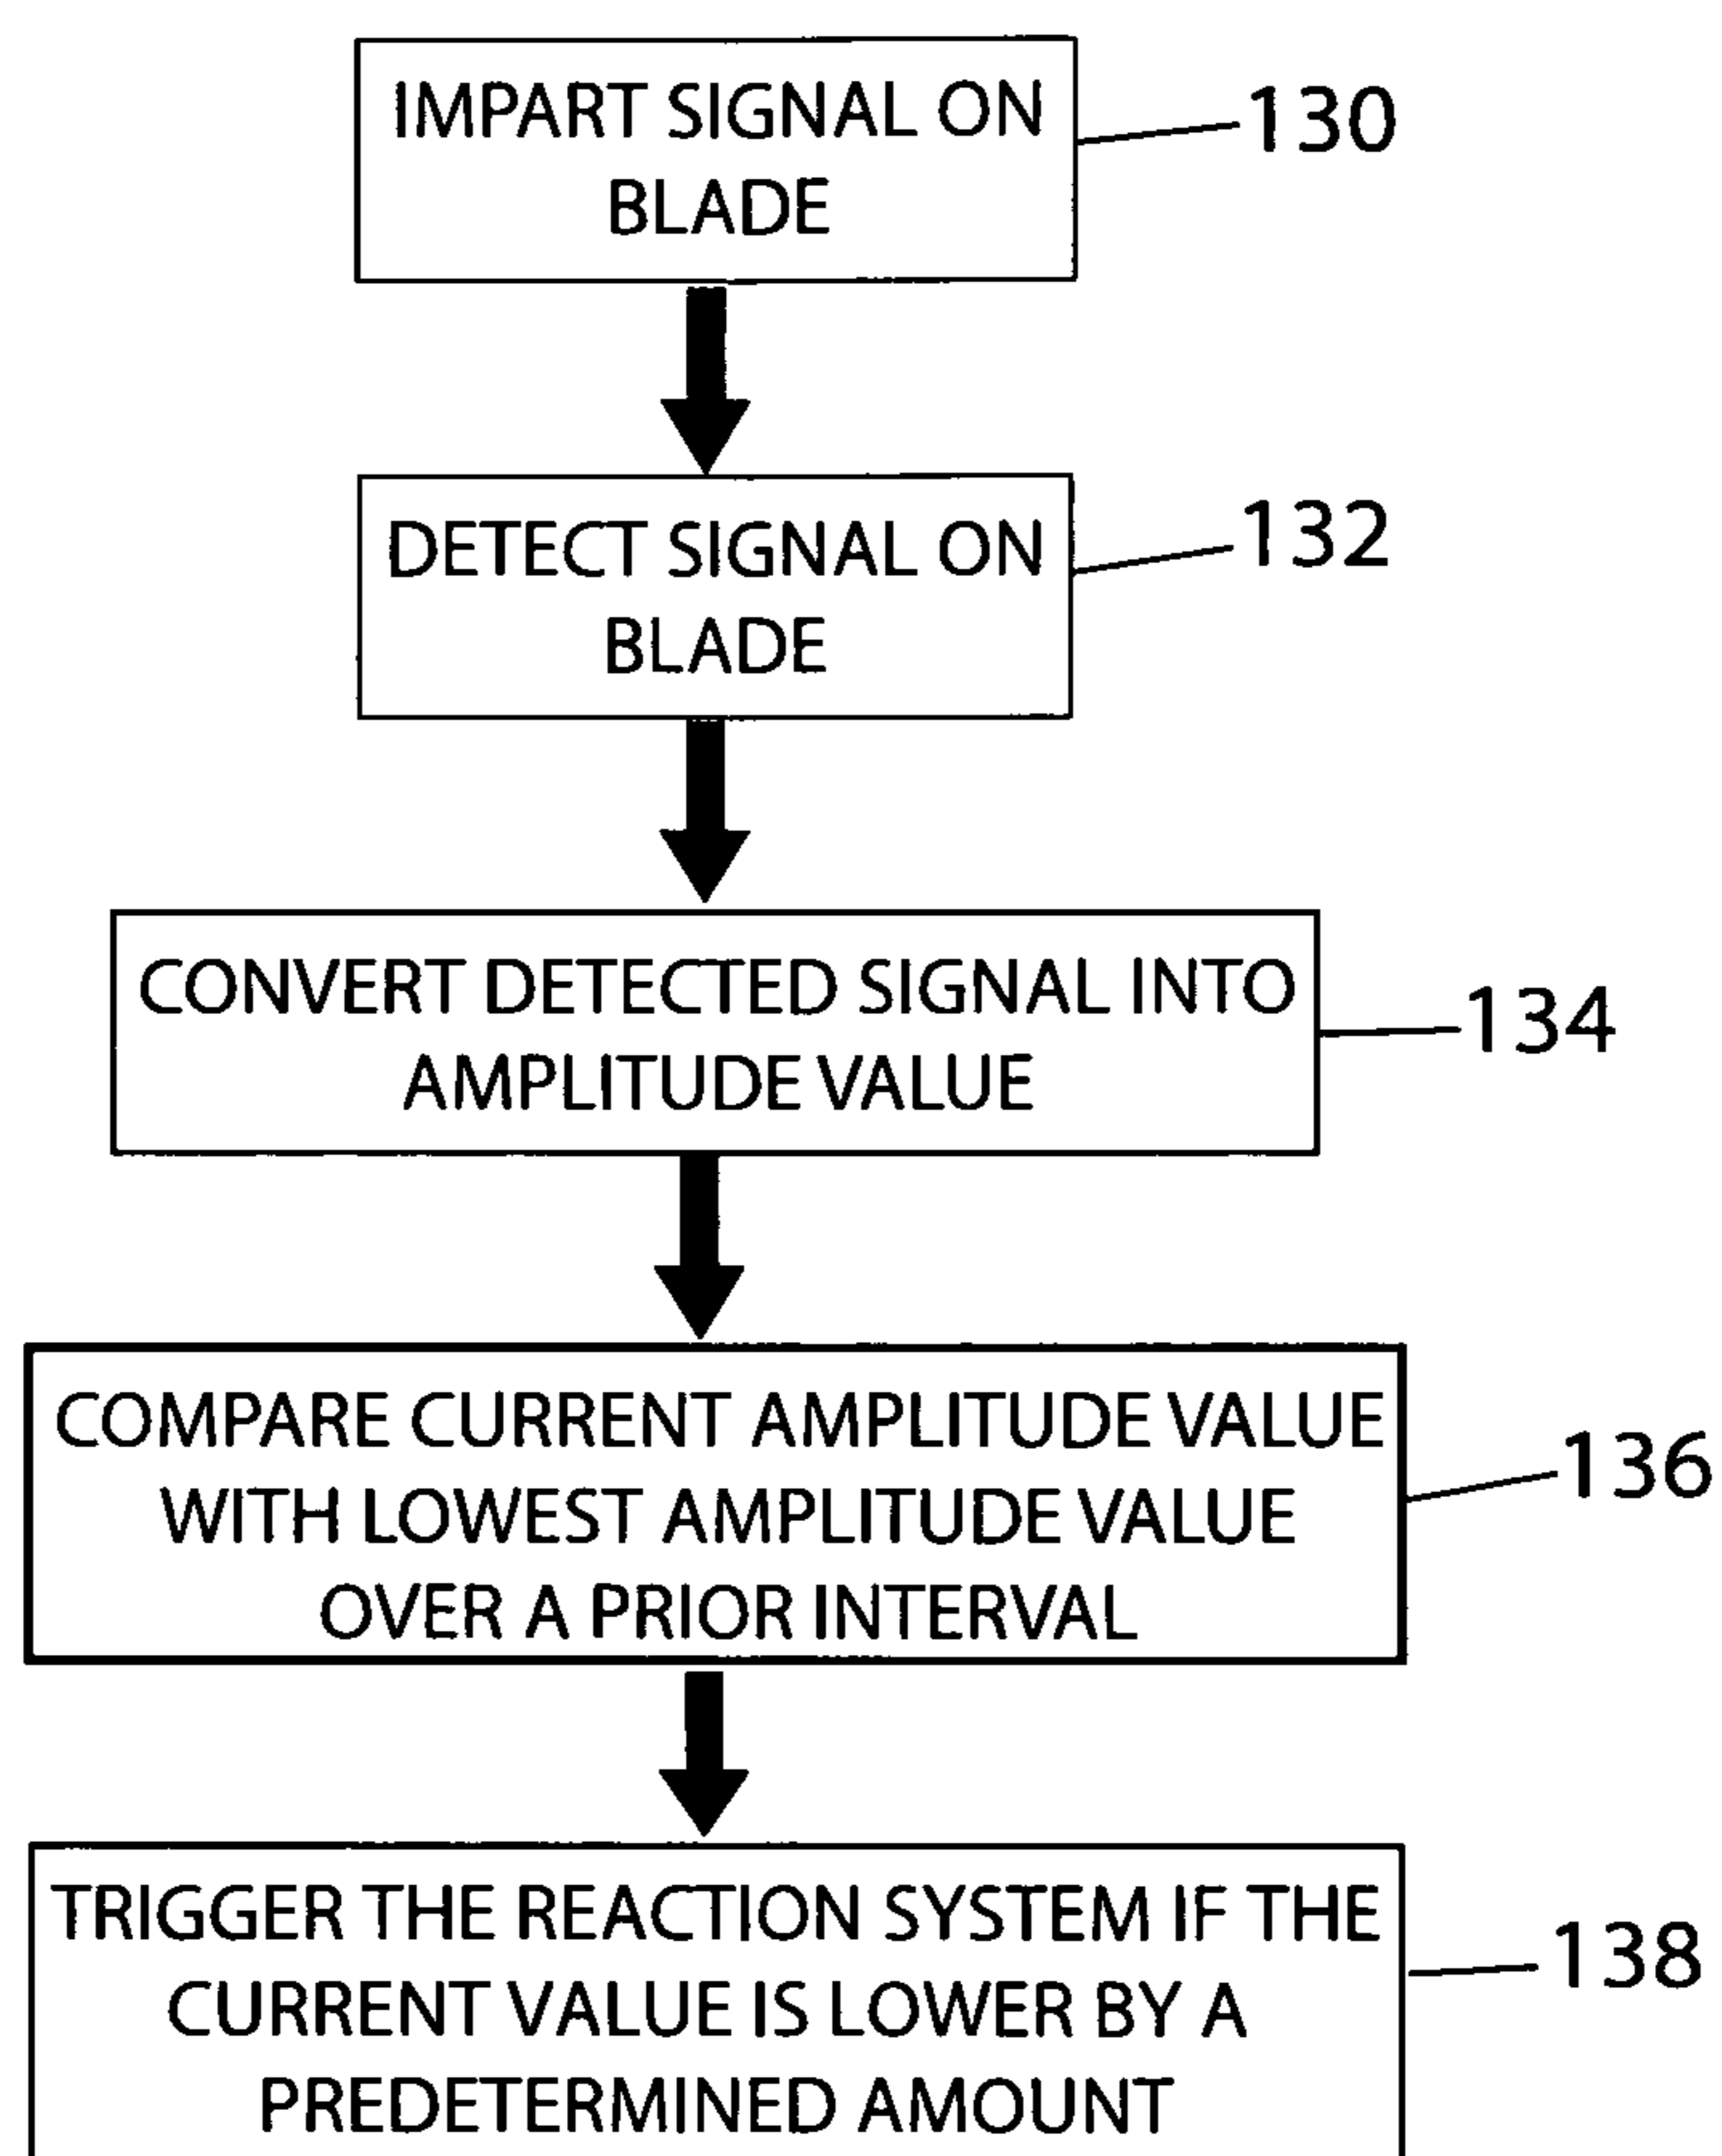 IMPART SIGNAL ON
BLADE
130
DETECT SIGNAL ON
BLADE
132
CONVERT DETECTED SIGNAL INTO
AMPLITUDE VALUE
134
COMPARE CURRENT AMPLITUDE VALUE
WITH LOWEST AMPLITUDE VALUE
OVER A PRIOR INTERVAL
136
TRIGGER THE REACTION SYSTEM IF THE
CURRENT VALUE IS LOWER BY A
PREDETERMINED AMOUNT
138